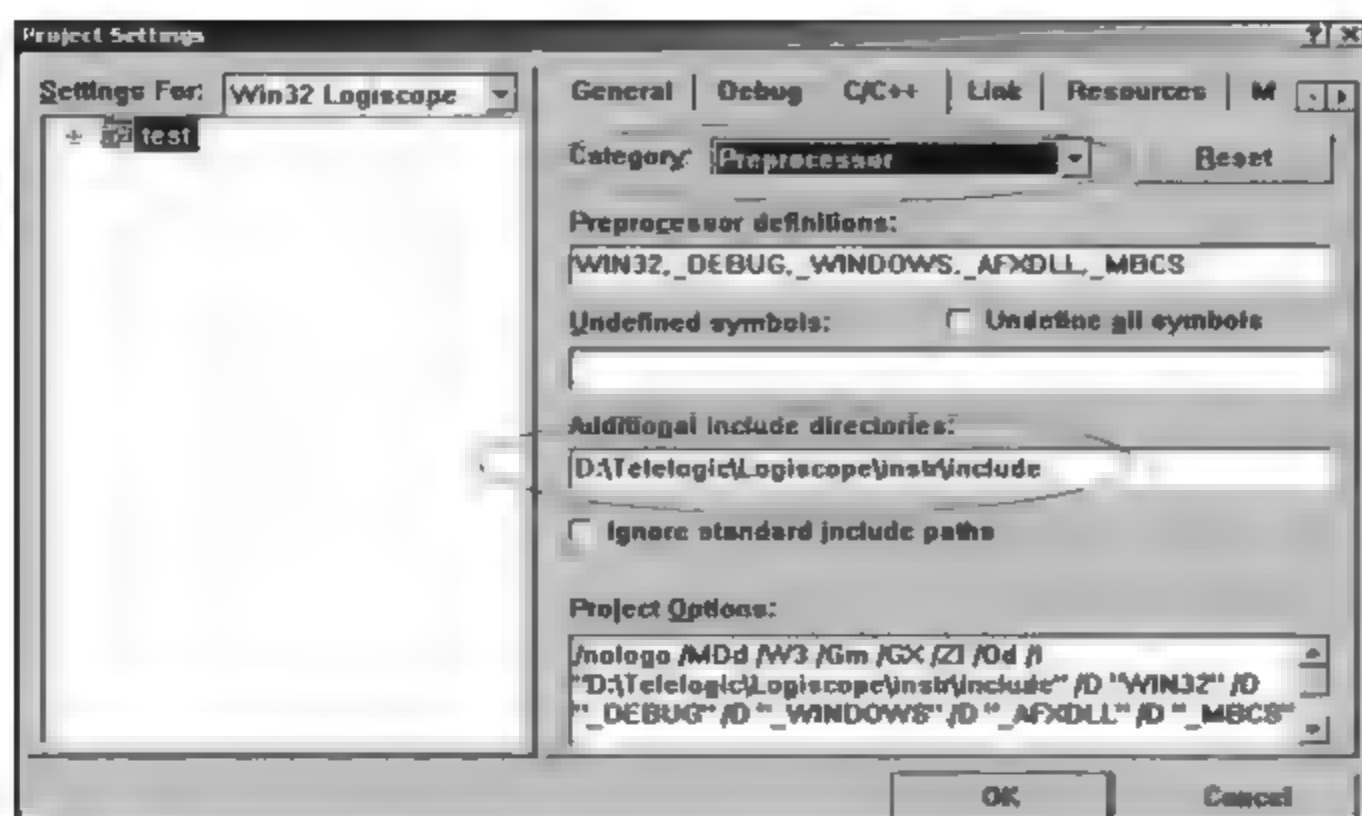 Project Settings
Settings For: Win32 Logiscope
test
General Debug C/C++ Link Resources M
Category: Preprocessor Reset
Preprocessor definitions:
WIN32,_DEBUG,_WINDOWS,_AFXDLL,_MBCS
Undefined symbols: Undefine all symbols
Additional include directories:
D:\Telelogic\Logiscope\instr\include
Ignore standard include paths
Project Options:
/nologo /MDd /W3 /Gm /GX /ZI /Od /I
"D:\Telelogic\Logiscope\instr\include" /D "WIN32" /D
"_DEBUG" /D "_WINDOWS" /D "_AFXDLL" /D "_MBCS"
OK Cancel